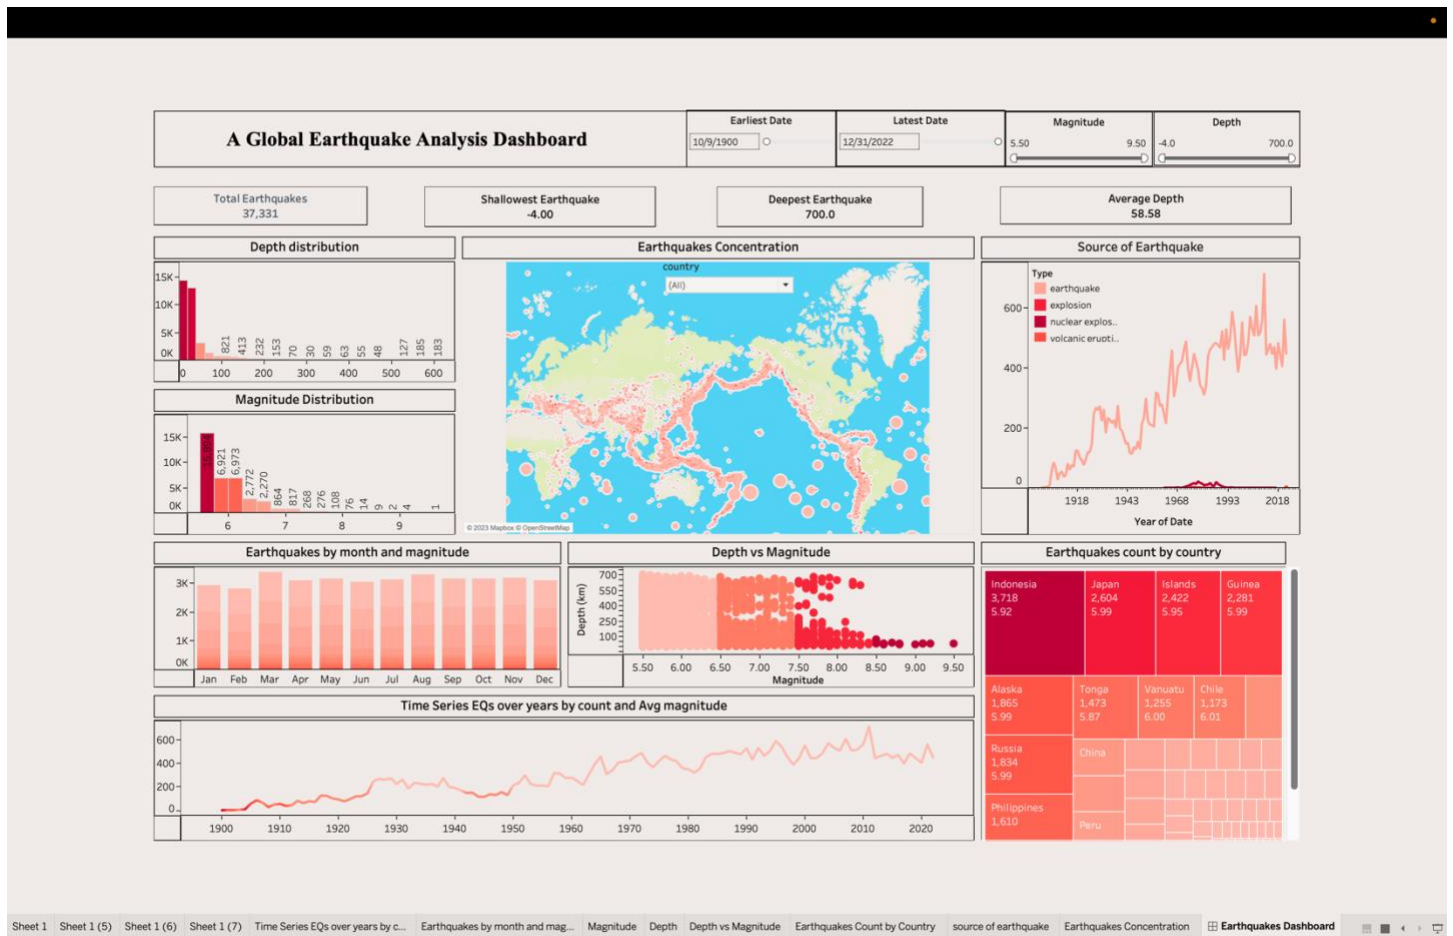 A Global Earthquake Analysis Dashboard
Earliest Date
10/9/1900
Latest Date
12/31/2022
Magnitude
5.50 9.50
Depth
-4.0 700.0
Total Earthquakes
37,331
Shallowest Earthquake
-4.00
Deepest Earthquake
700.0
Average Depth
58.58
Depth distribution
15K
10K
5K
0K
821 413 232 153 70 30 59 63 55 48 127 185 183
0 100 200 300 400 500 600
Magnitude Distribution
15K
10K
5K
0K
6,921 6,973 2,772 2,270 864 817 268 276 108 76 14 9 2 4 1
6 7 8 9
Earthquakes Concentration
country
(All)
© 2023 Mapbox © OpenStreetMap
Source of Earthquake
Type
earthquake
explosion
nuclear explos..
volcanic erupti..
600
400
200
0
1918 1943 1968 1993 2018
Year of Date
Earthquakes by month and magnitude
3K
2K
1K
0K
Jan Feb Mar Apr May Jun Jul Aug Sep Oct Nov Dec
Depth vs Magnitude
Depth (km)
700
550
400
250
100
5.50 6.00 6.50 7.00 7.50 8.00 8.50 9.00 9.50
Magnitude
Earthquakes count by country
Indonesia
3,718
5.92
Japan
2,604
5.99
Islands
2,422
5.95
Guinea
2,281
5.99
Alaska
1,865
5.99
Tonga
1,473
5.87
Vanuatu
1,255
6.00
Chile
1,173
6.01
Russia
1,834
5.99
China
Philippines
1,610
Peru
Time Series EQs over years by count and Avg magnitude
600
400
200
0
1900 1910 1920 1930 1940 1950 1960 1970 1980 1990 2000 2010 2020
Sheet 1 Sheet 1 (5) Sheet 1 (6) Sheet 1 (7) Time Series EQs over years by c... Earthquakes by month and mag... Magnitude Depth Depth vs Magnitude Earthquakes Count by Country source of earthquake Earthquakes Concentration Earthquakes Dashboard